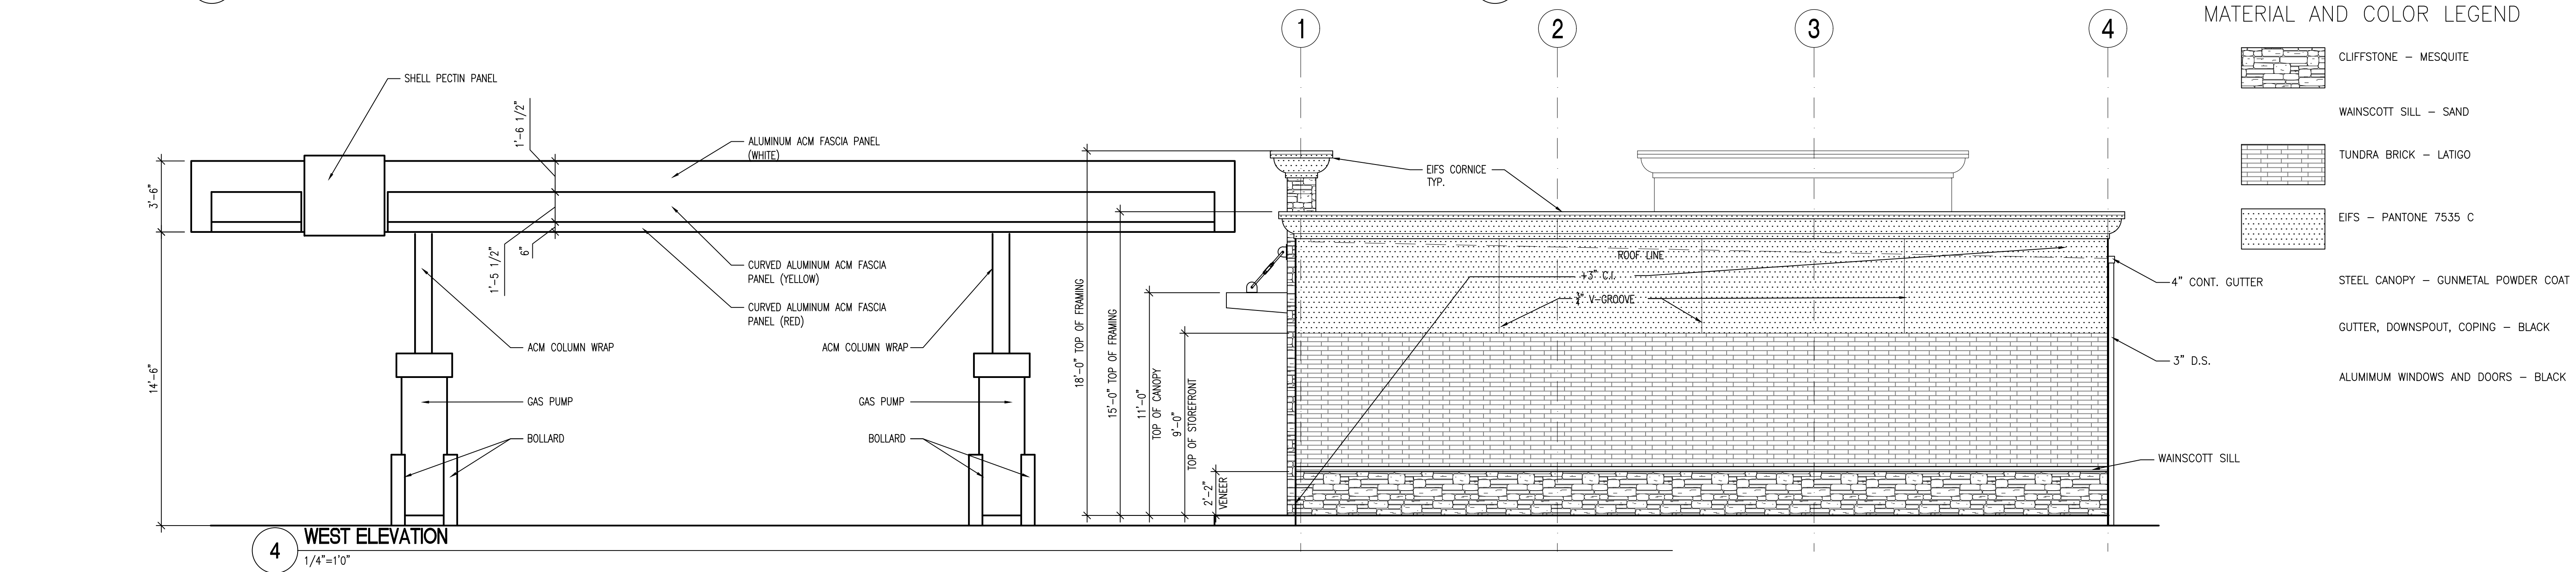 1
2
3
4
MATERIAL AND COLOR LEGEND
CLIFFSTONE – MESQUITE
WAINSCOTT SILL – SAND
TUNDRA BRICK – LATIGO
EIFS – PANTONE 7535 C
STEEL CANOPY – GUNMETAL POWDER COAT
GUTTER, DOWNSPOUT, COPING – BLACK
ALUMIMUM WINDOWS AND DOORS – BLACK
SHELL PECTIN PANEL
1'-6 1/2"
ALUMINUM ACM FASCIA PANEL
(WHITE)
3'-6"
1'-5 1/2"
6"
CURVED ALUMINUM ACM FASCIA
PANEL (YELLOW)
CURVED ALUMINUM ACM FASCIA
PANEL (RED)
14'-6"
ACM COLUMN WRAP
ACM COLUMN WRAP
GAS PUMP
GAS PUMP
BOLLARD
BOLLARD
EIFS CORNICE
TYP.
18'-0" TOP OF FRAMING
15'-0" TOP OF FRAMING
11'-0"
TOP OF CANOPY
9'-0"
TOP OF STOREFRONT
2'-2"
VENEER
ROOF LINE
+3" C.I.
3/4" V-GROOVE
4" CONT. GUTTER
3" D.S.
WAINSCOTT SILL
4
WEST ELEVATION
1/4"=1'0"